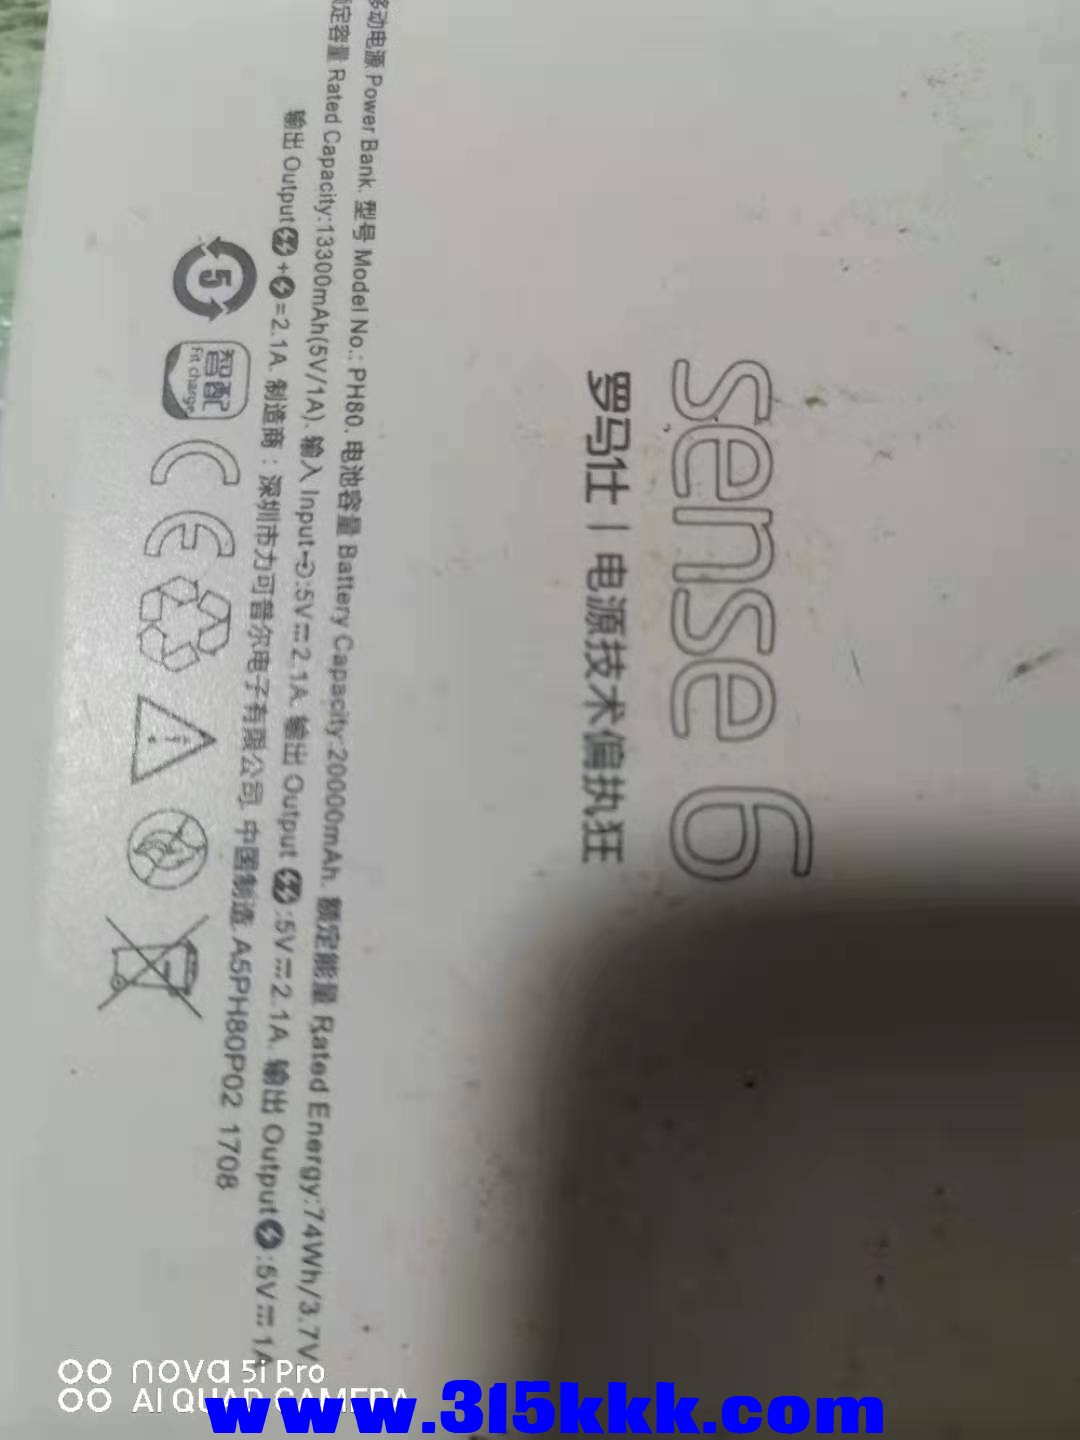 sense 6
罗马仕 | 电源技术偏执狂
移动电源 Power Bank. 型号 Model No.: PH80. 电池容量 Battery Capacity:20000mAh. 额定能量 Rated Energy:74Wh/3.7V
额定容量 Rated Capacity:13300mAh(5V/1A). 输入 Input :5V⎓2.1A. 输出 Output :5V⎓2.1A. 输出 Output :5V⎓1A
输出 Output + =2.1A. 制造商：深圳市力可普尔电子有限公司. 中国制造 A5PH80P02 1708
5
智配
Fit charge
nova 5i Pro
AI QUAD CAMERA
www.315kkk.com